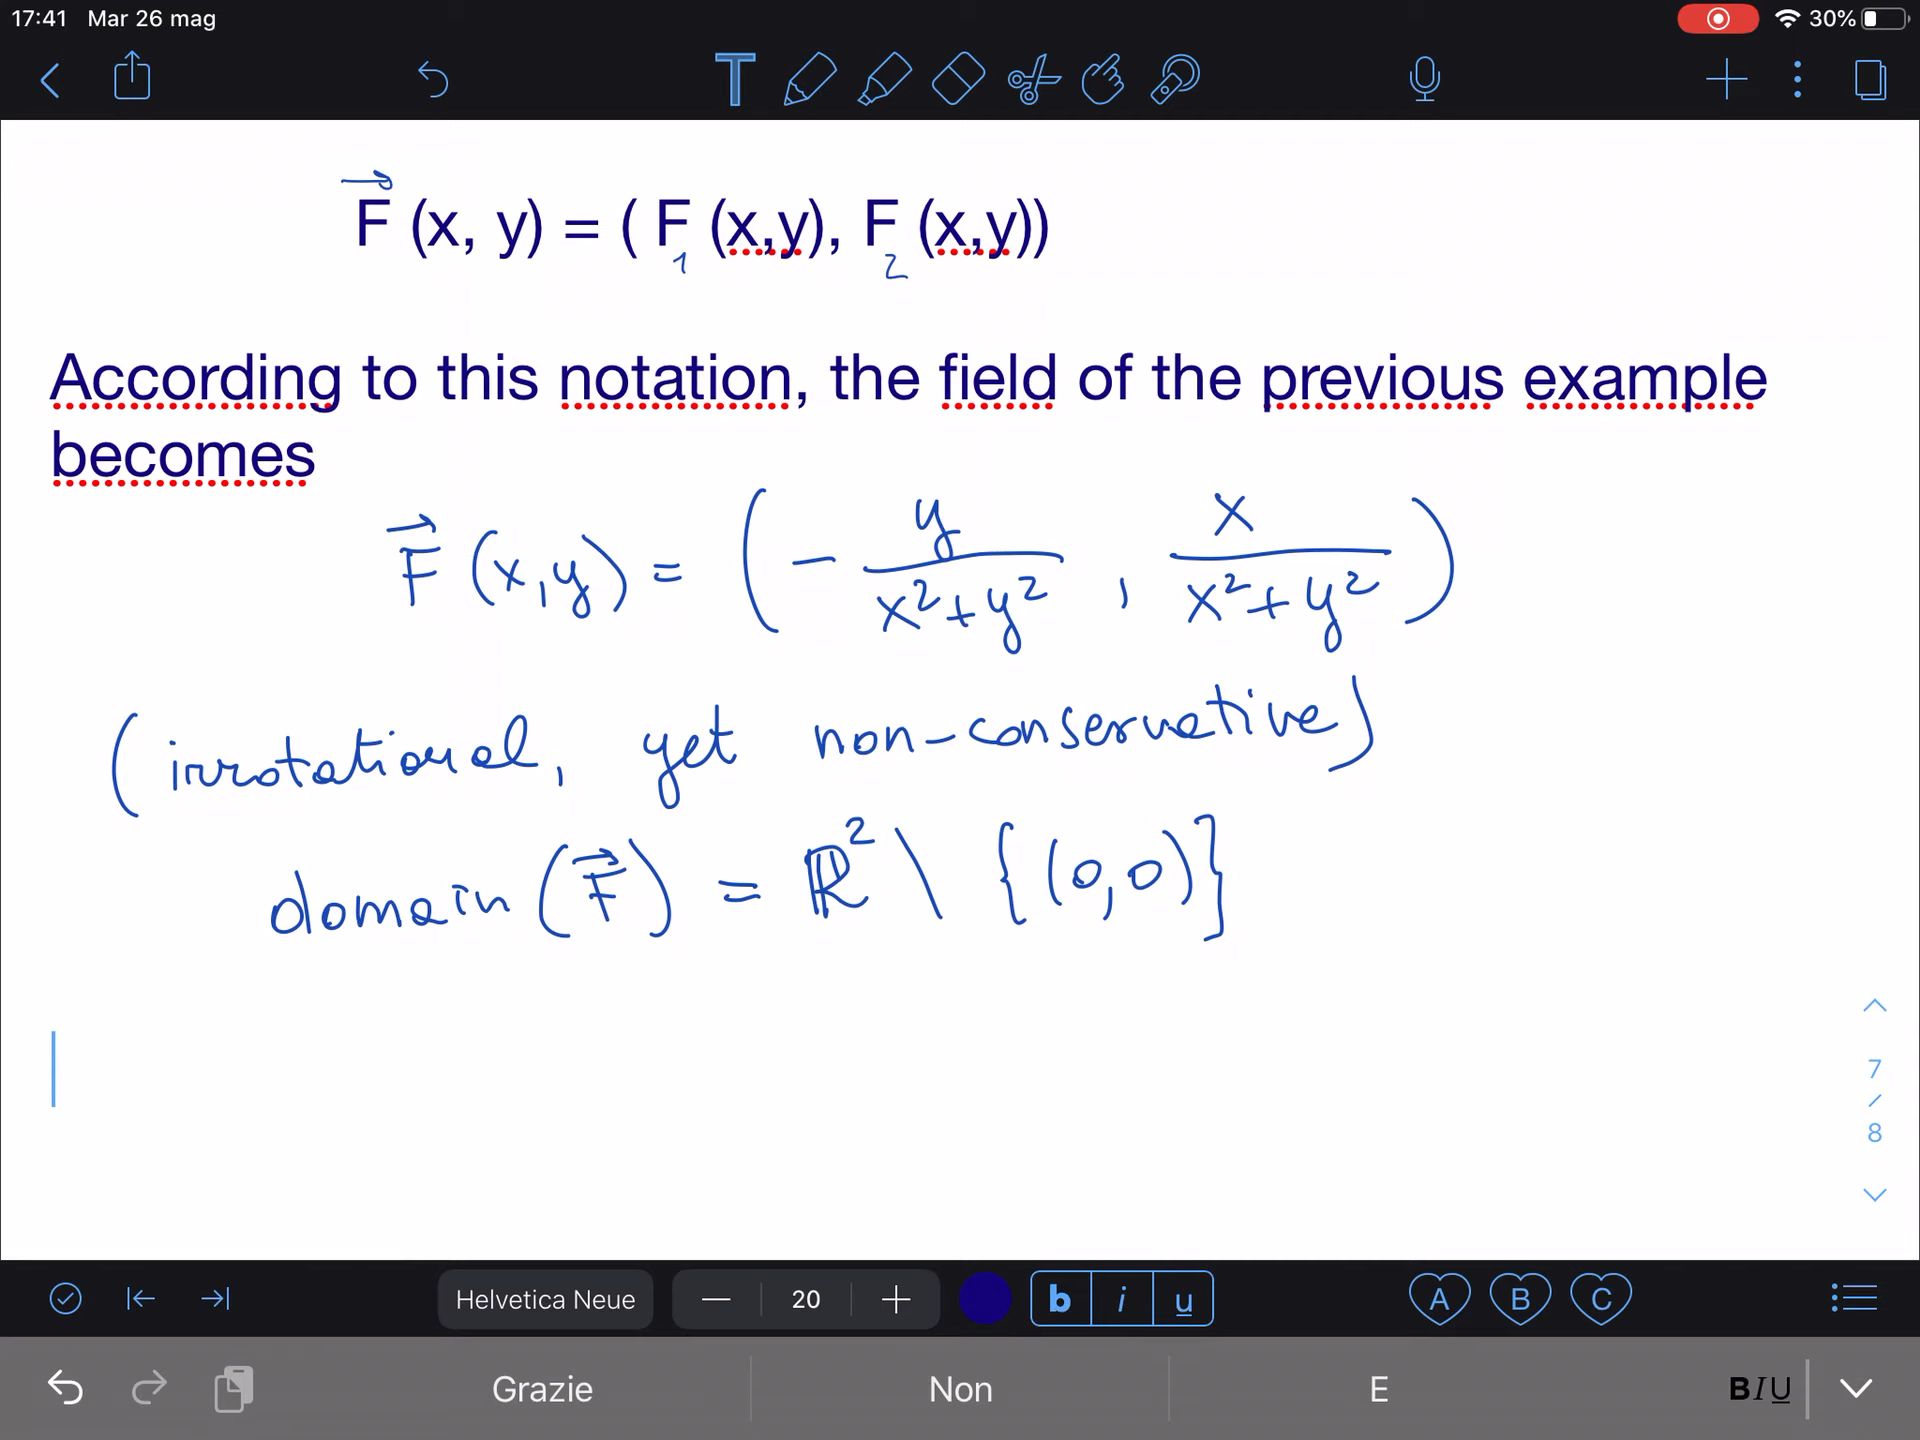 17:41 Mar 26 mag 30%
T
F⃗ (x, y) = ( F₁ (x,y), F₂ (x,y))
According to this notation, the field of the previous example
becomes
F⃗ (x,y) = ( - y/(x²+y²) , x/(x²+y²) )
(irrotational, yet non-conservative)
domain (F⃗) = ℝ² \ {(0,0)}
7
/
8
Helvetica Neue — 20 + b i u A B C
Grazie Non E BIU